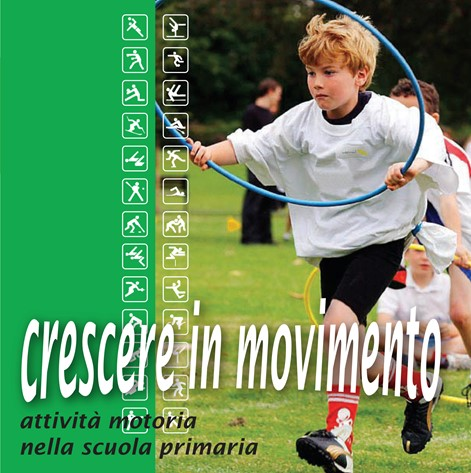 crescere in movimento
attività motoria
nella scuola primaria